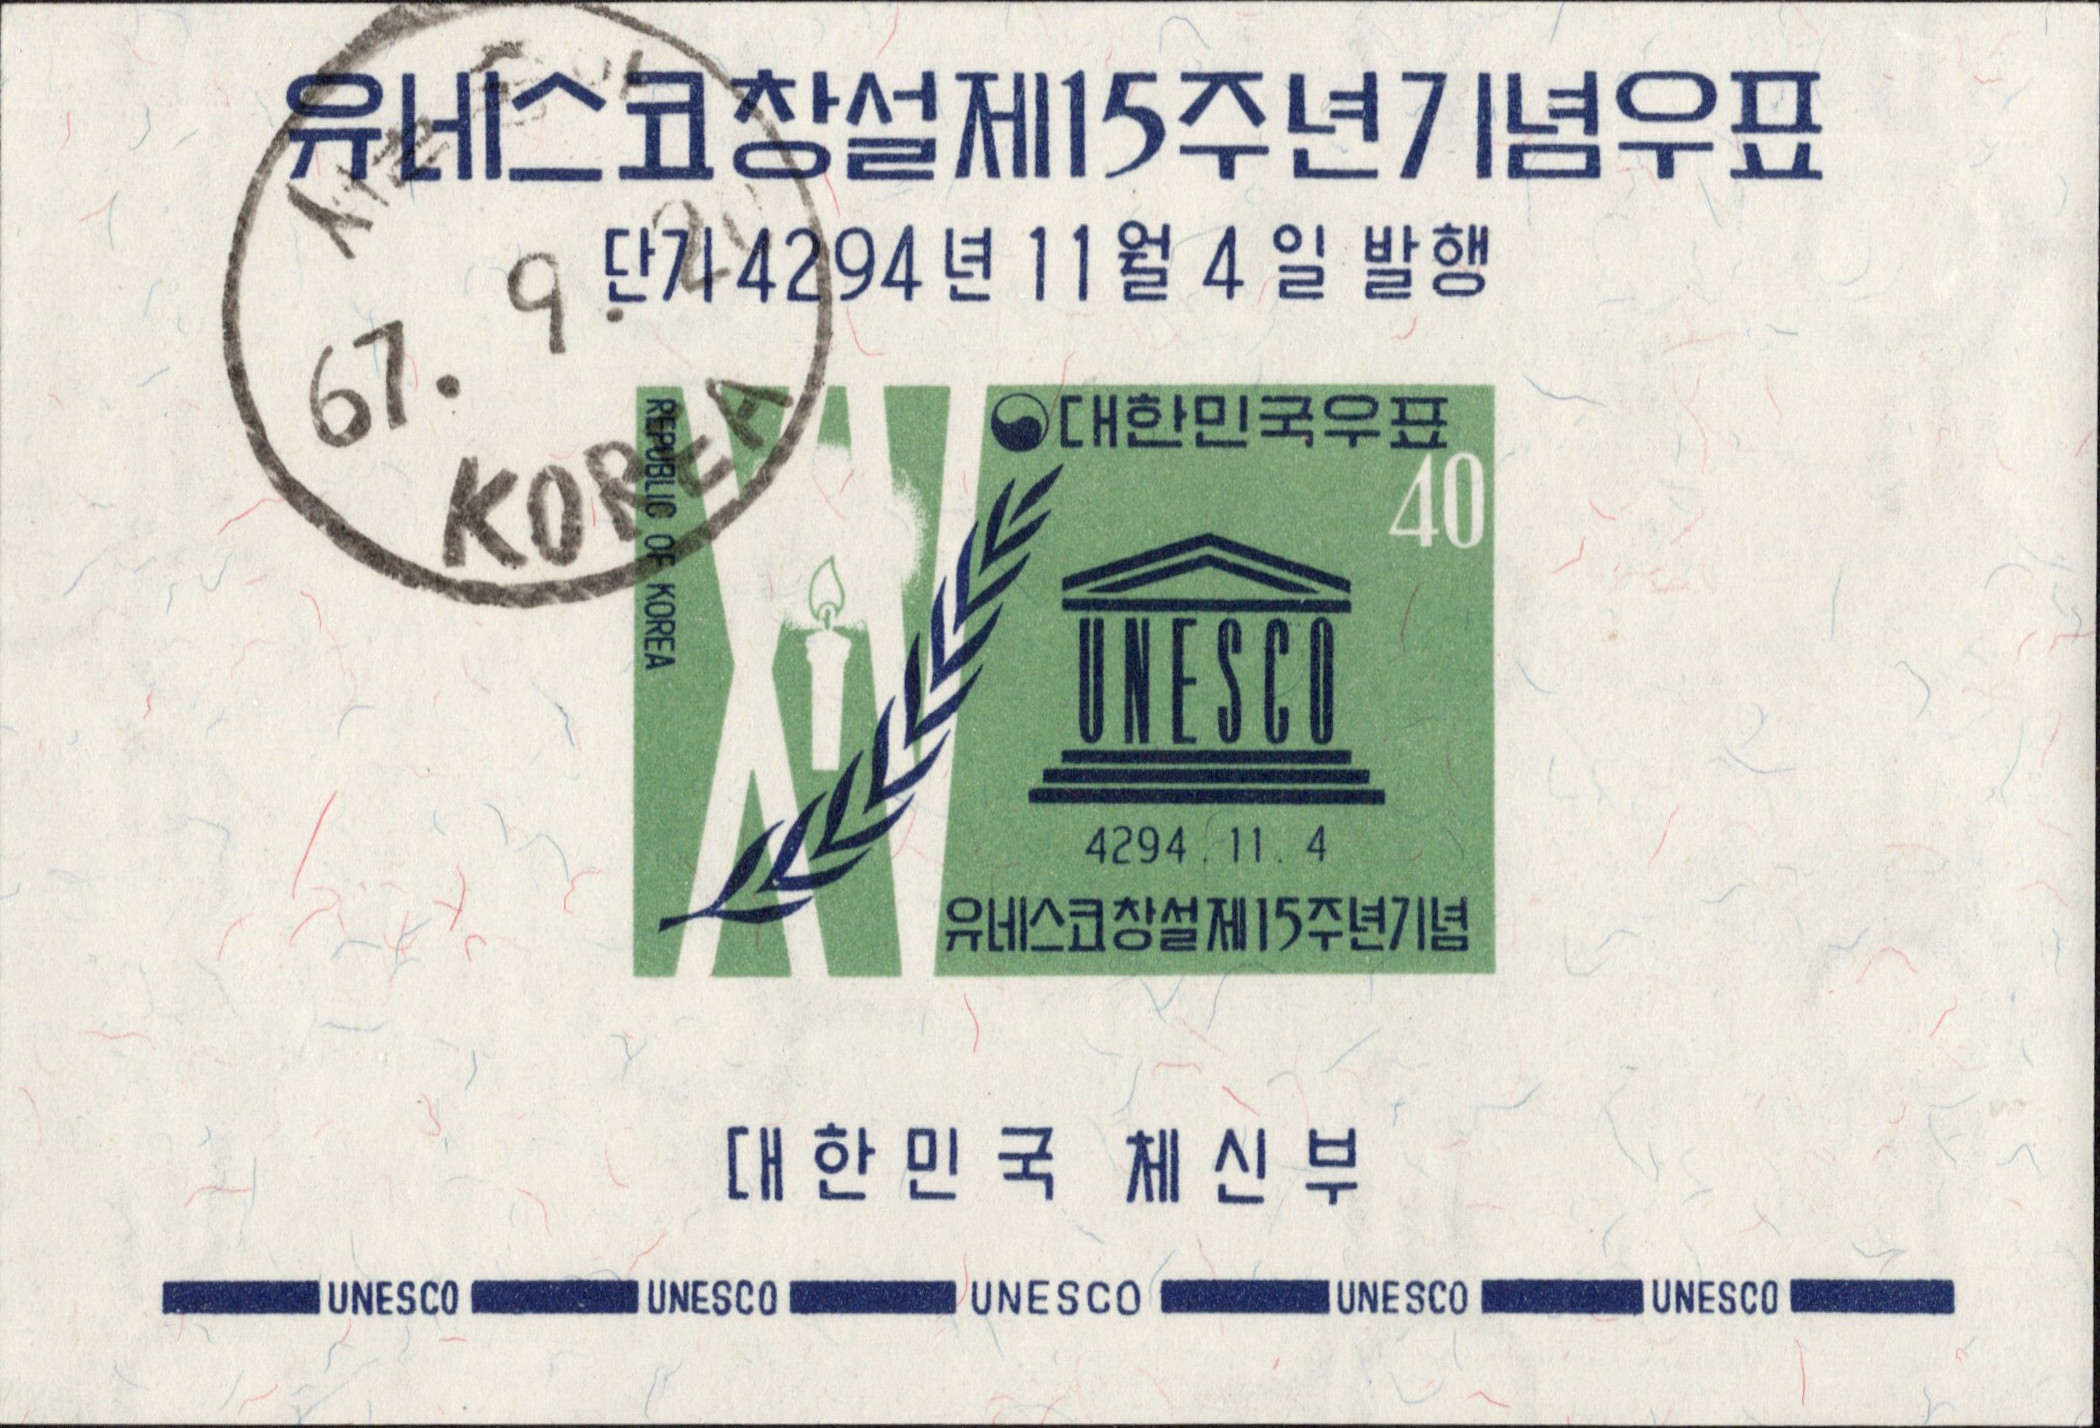 유네스코창설제15주년기념우표
단기4294년 11월 4일 발행
67. 9.
KOREA
REPUBLIC OF KOREA
대한민국우표
40
UNESCO
4294. 11. 4
유네스코창설제15주년기념
대한민국 체신부
UNESCO UNESCO UNESCO UNESCO UNESCO